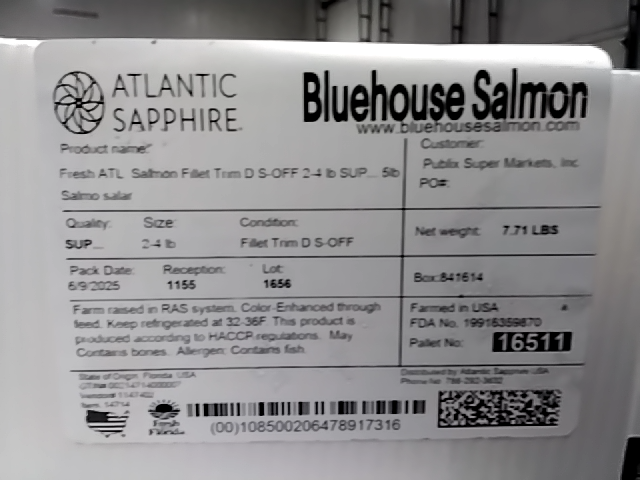 ATLANTIC
SAPPHIRE
Bluehouse Salmon
www.bluehousesalmon.com
Product name:
Fresh ATL Salmon Fillet Trim D S-OFF 2-4 lb SUP... 5lb
Salmo salar
Customer:
Publix Super Markets, Inc
PO#:
Quality: Size: Condition:
SUP... 2-4 lb Fillet Trim D S-OFF
Net weight: 7.71 LBS
Pack Date: Reception: Lot:
6/9/2025 1155 1656
Box:841614
Farm raised in RAS system. Color-Enhanced through
feed. Keep refrigerated at 32-36F. This product is
produced according to HACCP regulations. May
Contains bones. Allergen: Contains fish.
Farmed in USA
FDA No. 19916359870
Pallet No: 16511
State of Origin: Florida, USA
Distributed by Atlantic Sapphire USA
Phone No:
Fresh
Florida
(00)108500206478917316